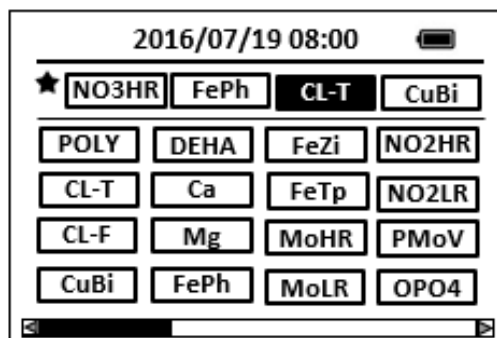 2016/07/19 08:00
NO3HR FePh CL-T CuBi
POLY DEHA FeZi NO2HR
CL-T Ca FeTp NO2LR
CL-F Mg MoHR PMoV
CuBi FePh MoLR OPO4